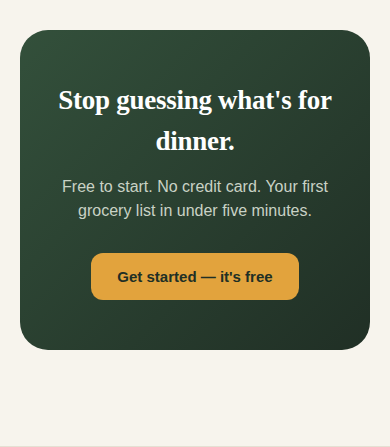 Stop guessing what's for
dinner.
Free to start. No credit card. Your first
grocery list in under five minutes.
Get started — it's free